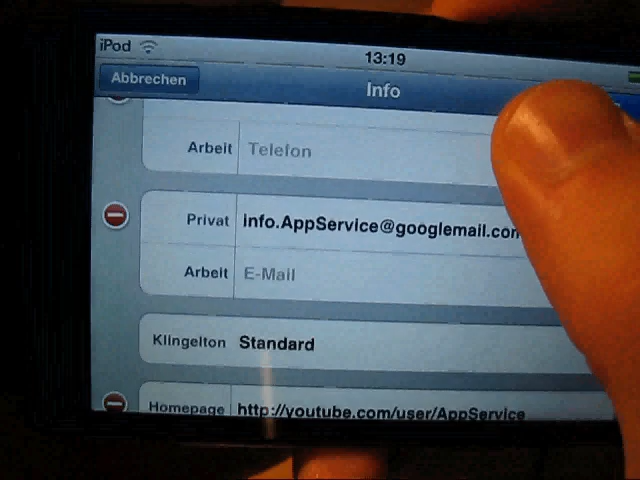 iPod 13:19
Abbrechen Info
Arbeit Telefon
Privat info.AppService@googlemail.com
Arbeit E-Mail
Klingelton Standard
Homepage http://youtube.com/user/AppService